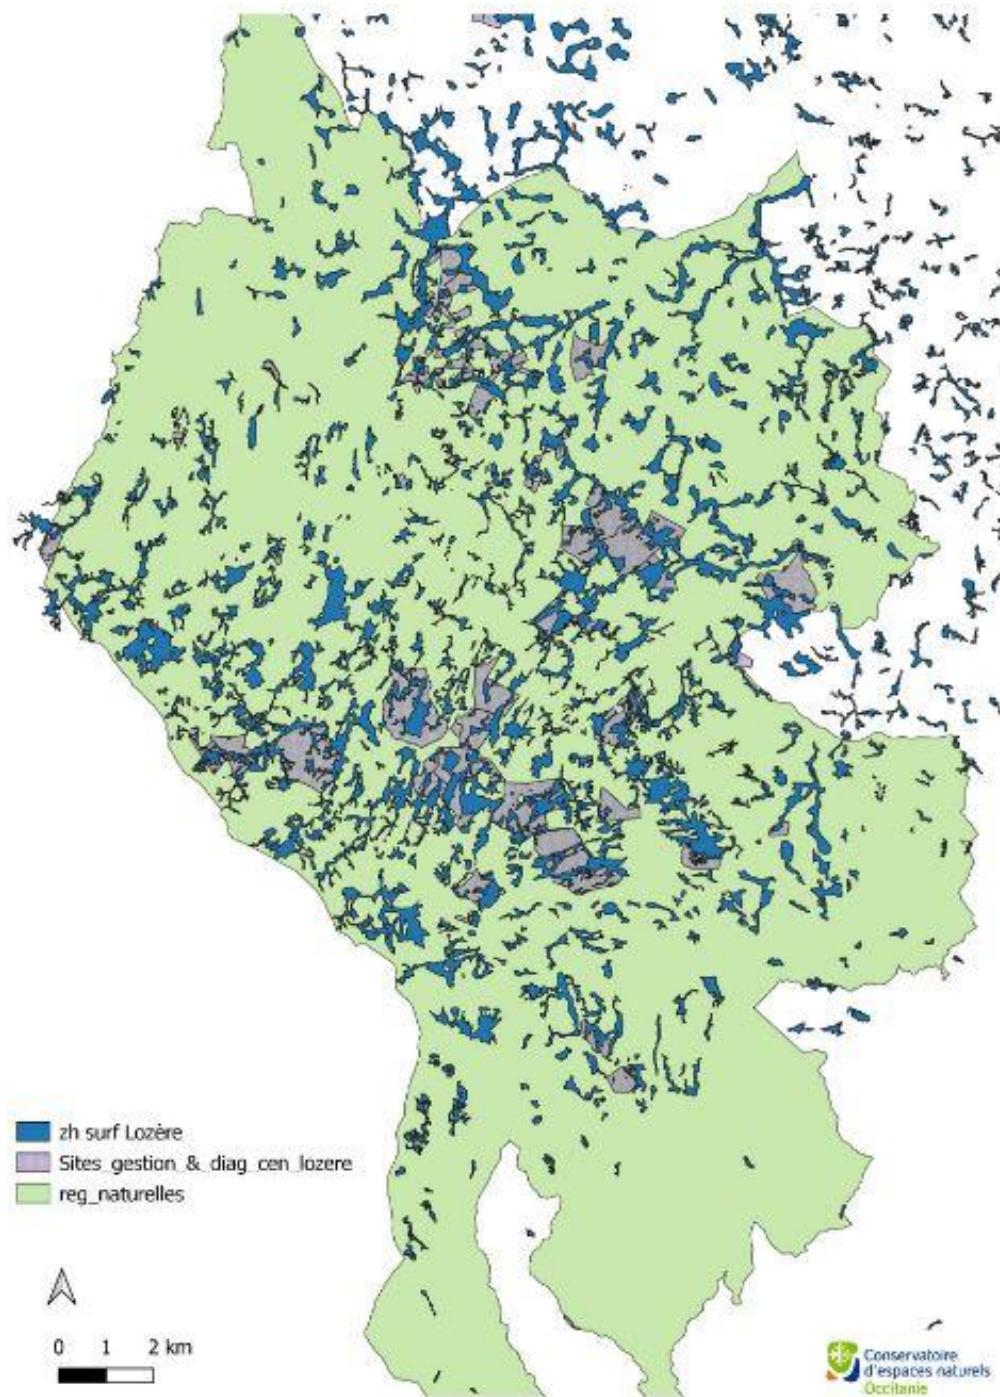 zh surf Lozère
Sites_gestion_&_diag_cen_lozere
reg_naturelles
0 1 2 km
Conservatoire
d'espaces naturels
Occitanie